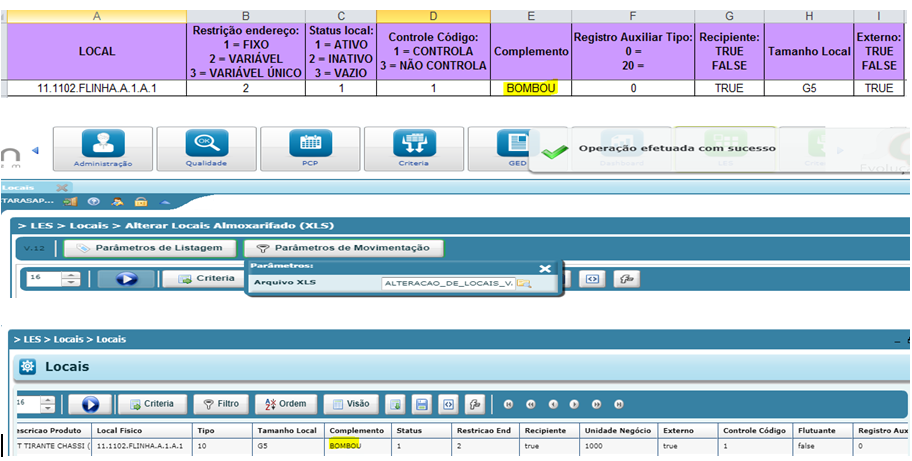 A B C D E F G H I
LOCAL Restrição endereço: 1 = FIXO 2 = VARIÁVEL 3 = VARIÁVEL ÚNICO Status local: 1 = ATIVO 2 = INATIVO 3 = VAZIO Controle Código: 1 = CONTROLA 3 = NÃO CONTROLA Complemento Registro Auxiliar Tipo: 0 = 20 = Recipiente: TRUE FALSE Tamanho Local Externo: TRUE FALSE
11.1102.FLINHA.A.1.A.1 2 1 1 BOMBOU 0 TRUE G5 TRUE
Administração Qualidade PCP Criteria GED Operação efetuada com sucesso
Locais
TARASAP...
> LES > Locais > Alterar Locais Almoxarifado (XLS)
v.12 Parâmetros de Listagem Parâmetros de Movimentação
Parâmetros:
16 Criteria Arquivo XLS ALTERACAO_DE_LOCAIS_V
> LES > Locais > Locais
Locais
16 Criteria Filtro Ordem Visão
escricao Produto Local Fisico Tipo Tamanho Local Complemento Status Restricao End Recipiente Unidade Negócio Externo Controle Código Flutuante Registro Aux
T TIRANTE CHASSI ( 11.1102.FLINHA.A.1.A.1 10 G5 BOMBOU 1 2 true 1000 true 1 false 0